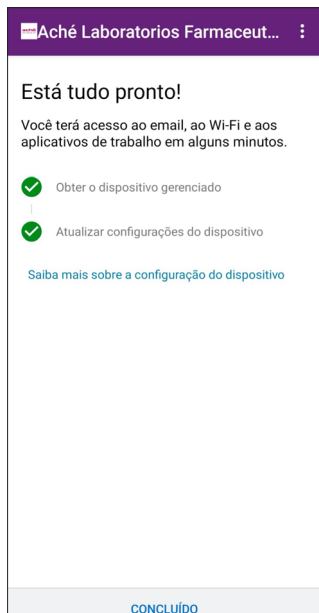 Aché Laboratorios Farmaceut...
Está tudo pronto!
Você terá acesso ao email, ao Wi-Fi e aos
aplicativos de trabalho em alguns minutos.
Obter o dispositivo gerenciado
Atualizar configurações do dispositivo
Saiba mais sobre a configuração do dispositivo
CONCLUÍDO